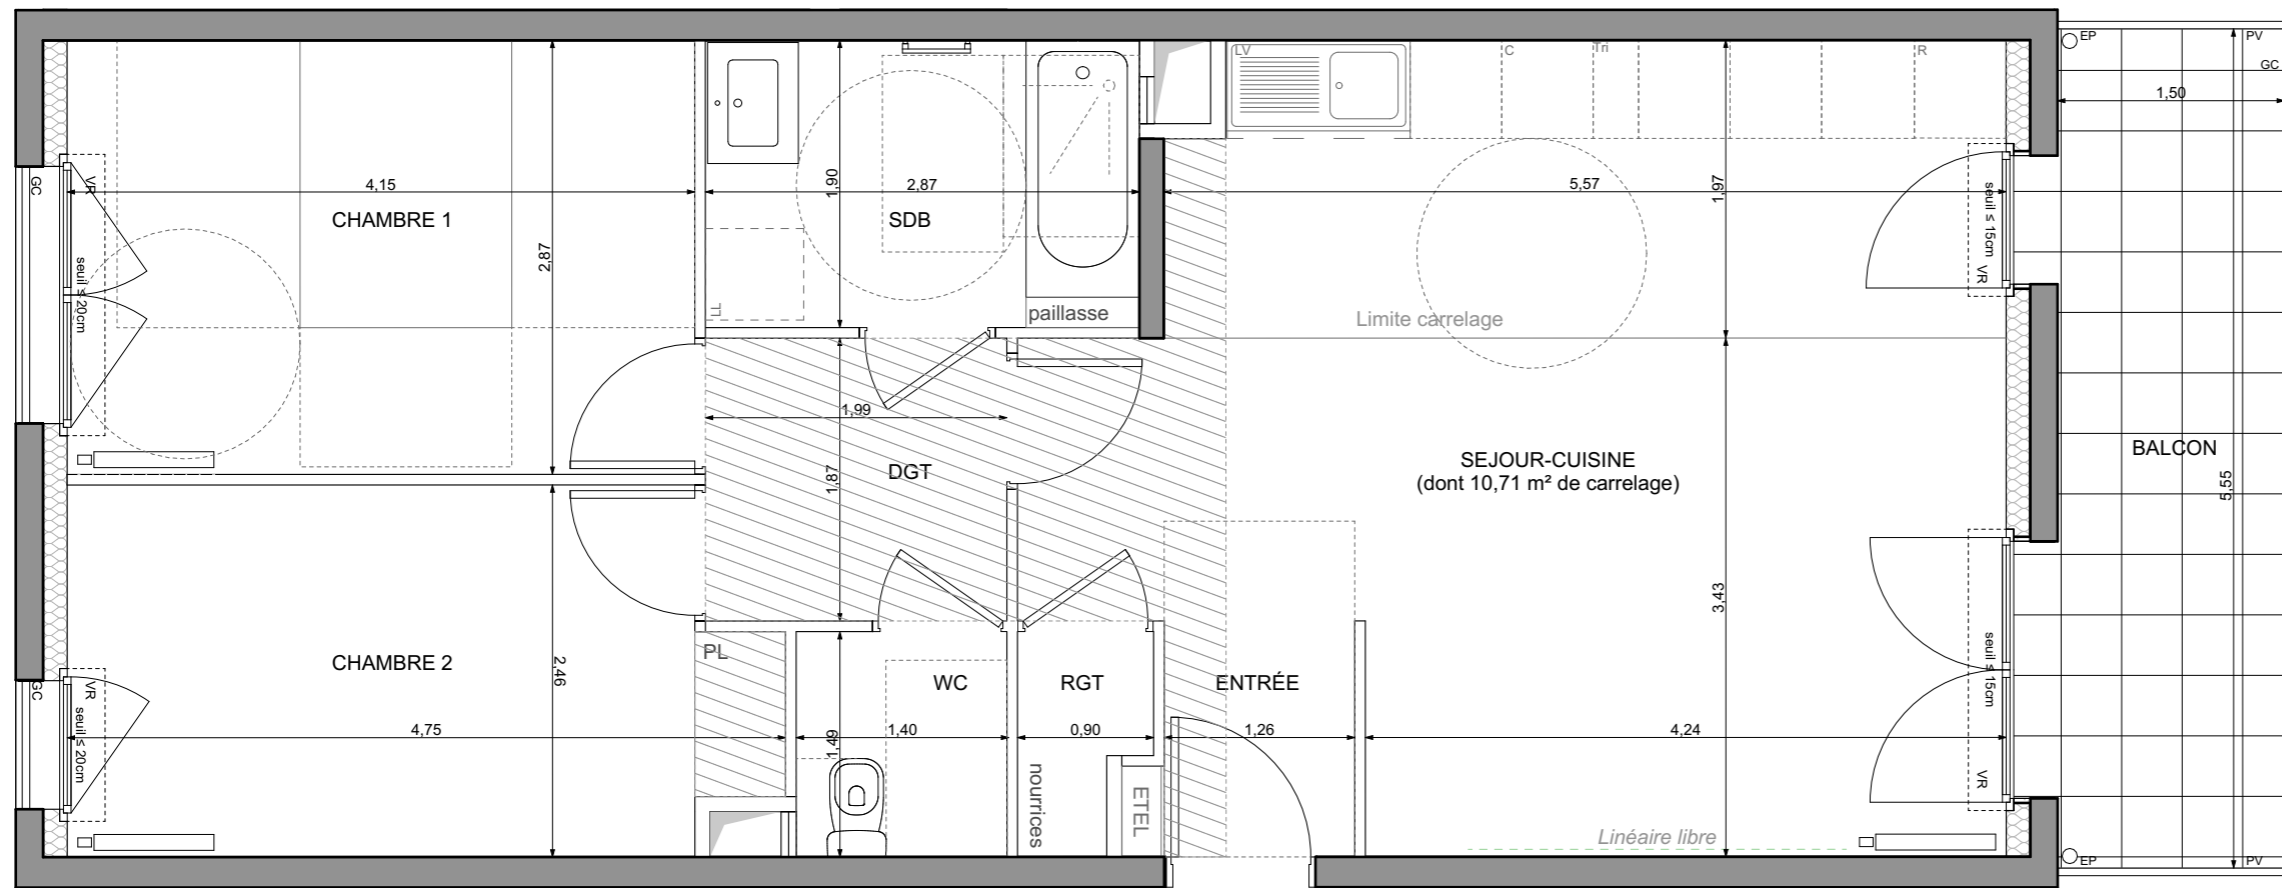 EP
PV
GC
1,50
LV
C
Tri
R
GC
VR
4,15
CHAMBRE 1
2,87
seuil ≤ 20cm
1,90
2,87
SDB
LL
paillasse
5,57
1,97
seuil ≤ 15cm
VR
Limite carrelage
1,99
DGT
1,87
SEJOUR-CUISINE
(dont 10,71 m² de carrelage)
BALCON
5,55
3,43
GC
VR
seuil ≤ 20cm
CHAMBRE 2
2,46
4,75
PL
WC
1,40
1,49
RGT
0,90
nourrices
ETEL
ENTRÉE
1,26
4,24
seuil ≤ 15cm
VR
Linéaire libre
EP
PV